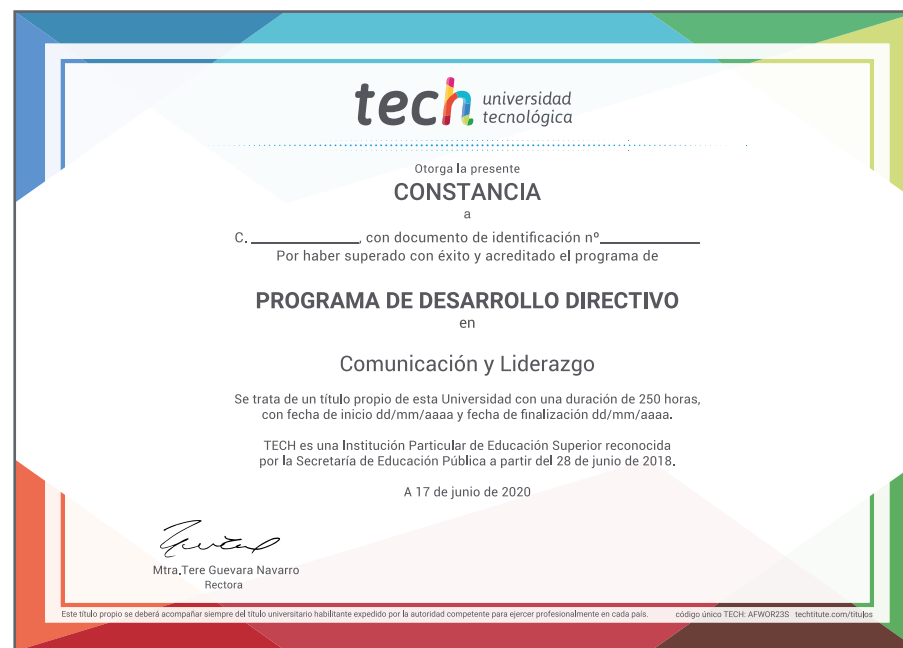 tech universidad
tecnológica
Otorga la presente
CONSTANCIA
a
C. ______________, con documento de identificación nº______________
Por haber superado con éxito y acreditado el programa de
PROGRAMA DE DESARROLLO DIRECTIVO
en
Comunicación y Liderazgo
Se trata de un título propio de esta Universidad con una duración de 250 horas,
con fecha de inicio dd/mm/aaaa y fecha de finalización dd/mm/aaaa.
TECH es una Institución Particular de Educación Superior reconocida
por la Secretaría de Educación Pública a partir del 28 de junio de 2018.
A 17 de junio de 2020
Mtra.Tere Guevara Navarro
Rectora
Este título propio se deberá acompañar siempre del título universitario habilitante expedido por la autoridad competente para ejercer profesionalmente en cada país. código único TECH: AFWOR23S techtitute.com/titulos